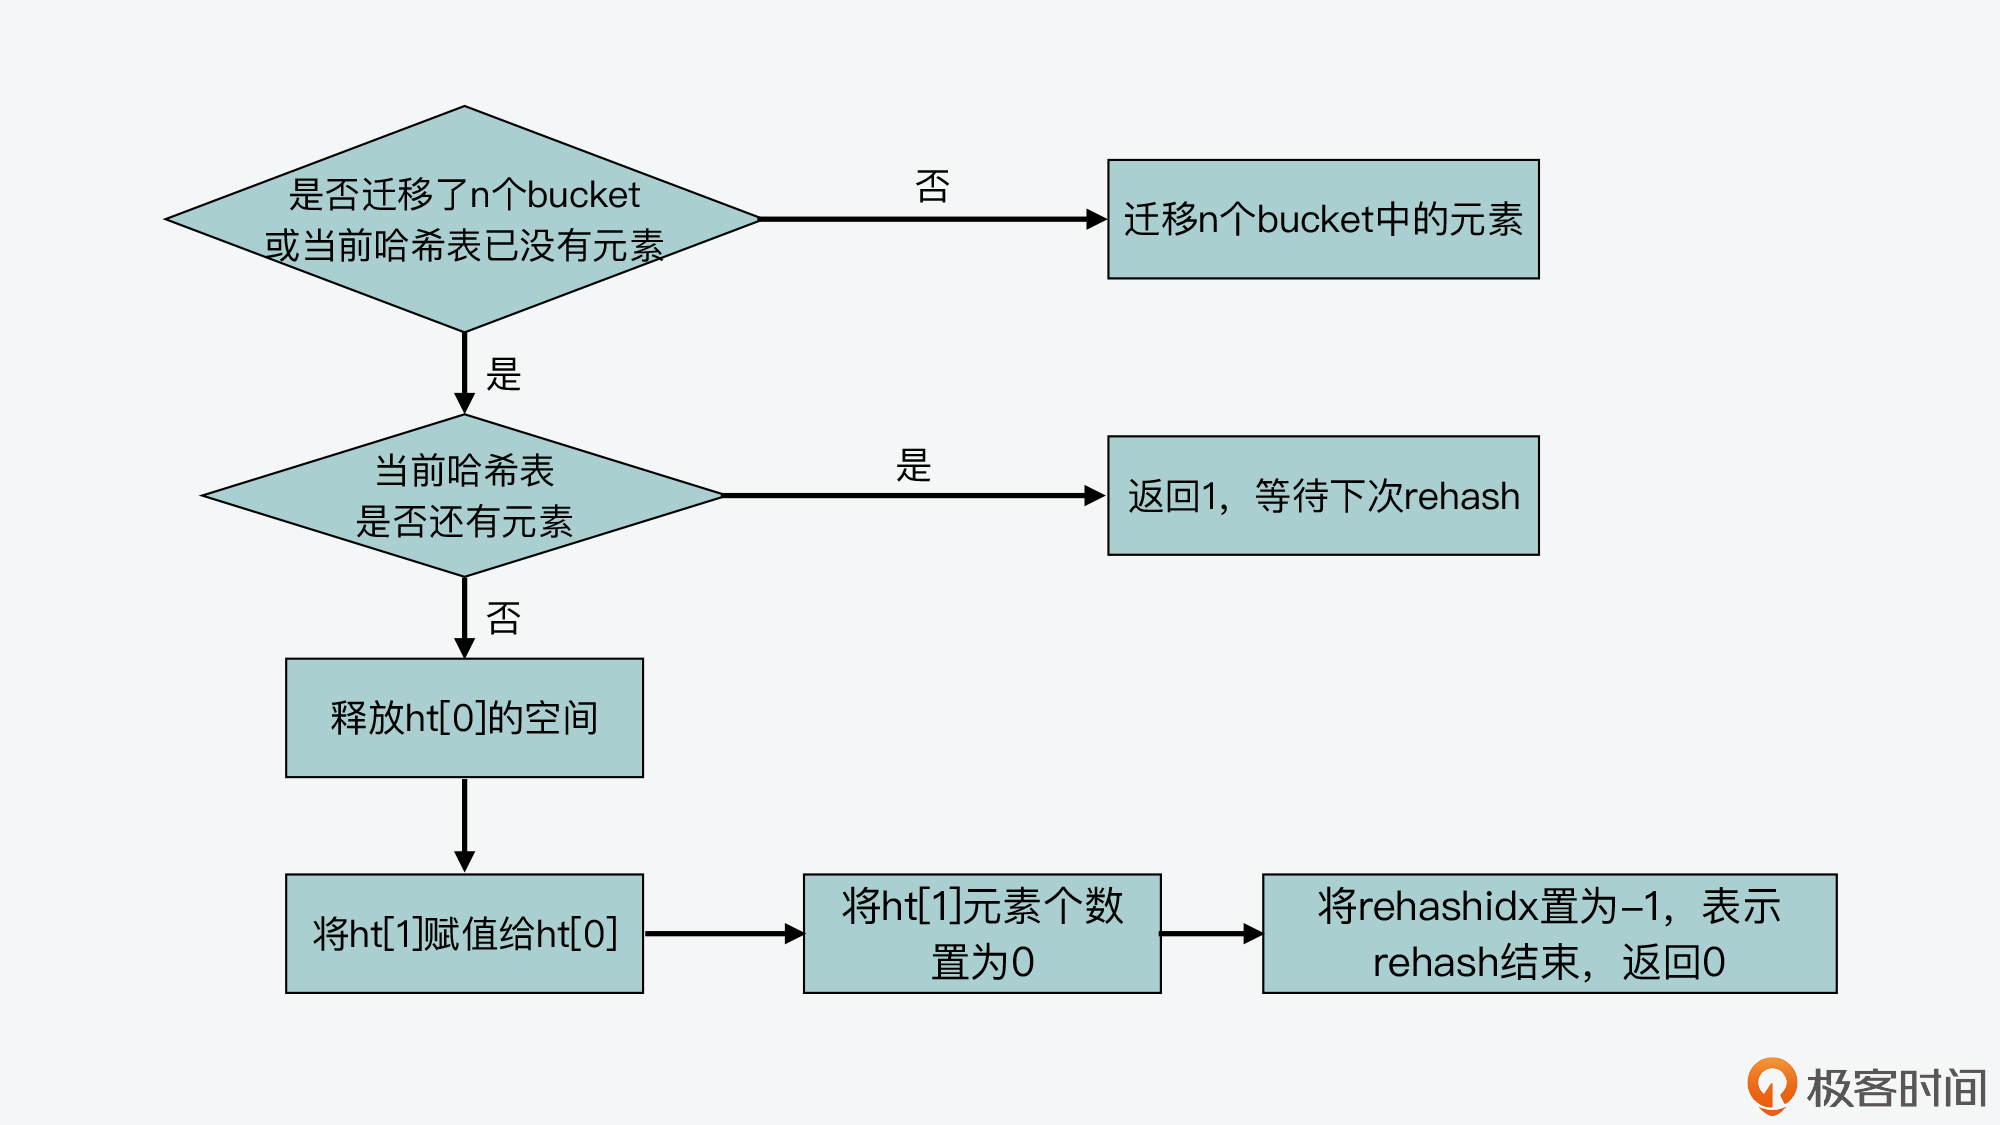 是否迁移了n个bucket
或当前哈希表已没有元素
否
迁移n个bucket中的元素
是
当前哈希表
是否还有元素
是
返回1，等待下次rehash
否
释放ht[0]的空间
将ht[1]赋值给ht[0]
将ht[1]元素个数
置为0
将rehashidx置为-1，表示
rehash结束，返回0
极客时间